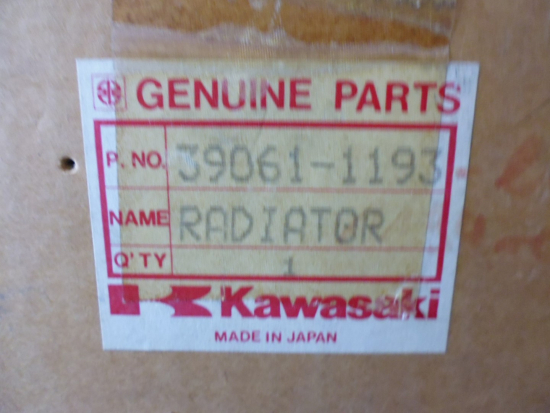 GENUINE PARTS
P. NO. 39061-1193
NAME RADIATOR
Q'TY 1
Kawasaki
MADE IN JAPAN